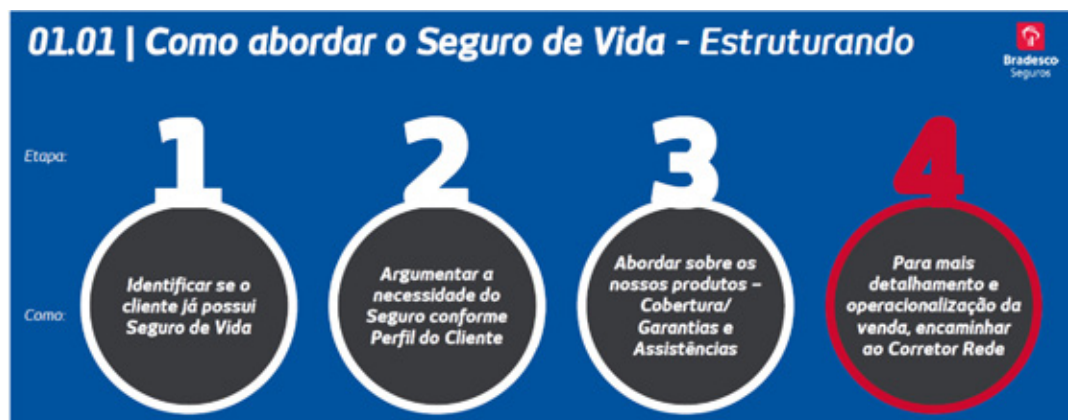 01.01 | Como abordar o Seguro de Vida - Estruturando
Bradesco
Seguros
Etapa:
1
2
3
4
Como:
Identificar se o
cliente já possui
Seguro de Vida
Argumentar a
necessidade do
Seguro conforme
Perfil do Cliente
Abordar sobre os
nossos produtos –
Cobertura/
Garantias e
Assistências
Para mais
detalhamento e
operacionalização da
venda, encaminhar
ao Corretor Rede